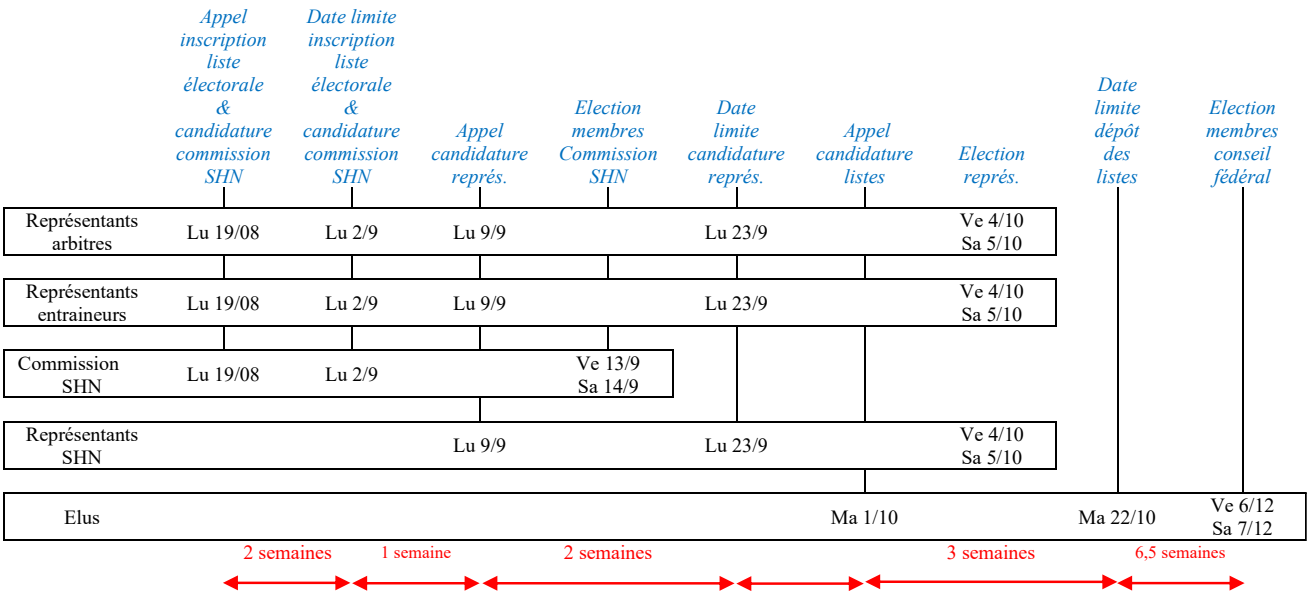 Appel
inscription
liste
électorale
&
candidature
commission
SHN
Date limite
inscription
liste
électorale
&
candidature
commission
SHN
Appel
candidature
représ.
Election
membres
Commission
SHN
Date
limite
candidature
représ.
Appel
candidature
listes
Election
représ.
Date
limite
dépôt
des
listes
Election
membres
conseil
fédéral
Représentants
arbitres
Lu 19/08
Lu 2/9
Lu 9/9
Lu 23/9
Ve 4/10
Sa 5/10
Représentants
entraineurs
Lu 19/08
Lu 2/9
Lu 9/9
Lu 23/9
Ve 4/10
Sa 5/10
Commission
SHN
Lu 19/08
Lu 2/9
Ve 13/9
Sa 14/9
Représentants
SHN
Lu 9/9
Lu 23/9
Ve 4/10
Sa 5/10
Elus
Ma 1/10
Ma 22/10
Ve 6/12
Sa 7/12
2 semaines
1 semaine
2 semaines
3 semaines
6,5 semaines